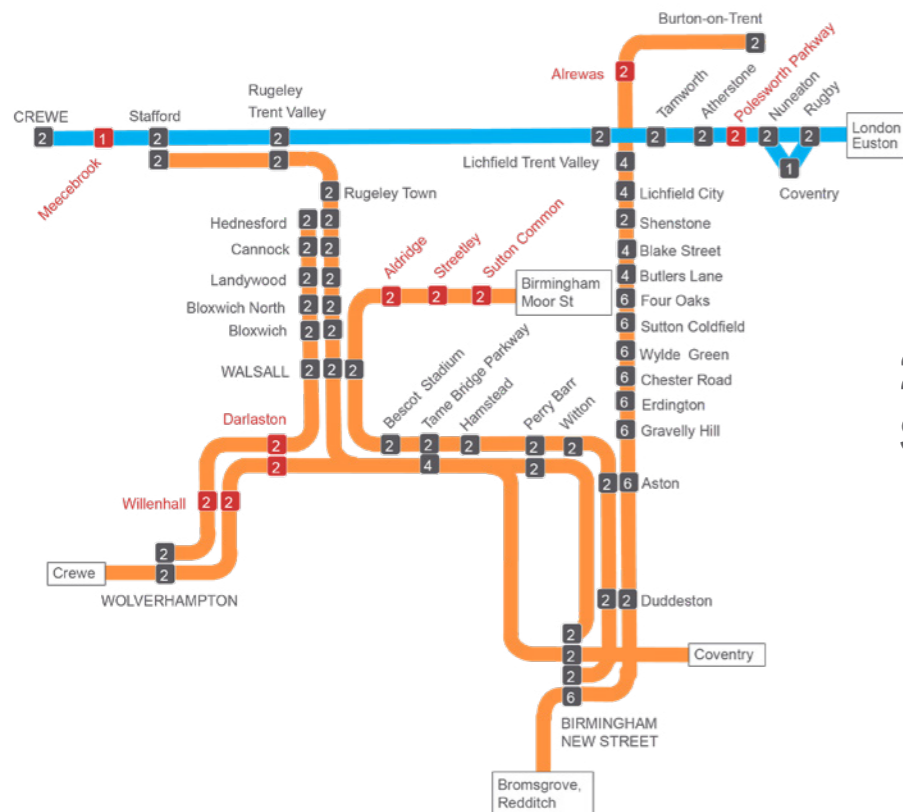 Burton-on-Trent
2
Alrewas
2
Rugeley
Trent Valley
Tamworth
Atherstone
Polesworth Parkway
Nuneaton
Rugby
CREWE
Stafford
2
1
2
2
2
2
2
2
2
2
London
Euston
Meecebrook
2
2
Lichfield Trent Valley
4
1
Coventry
2
Rugeley Town
4
Lichfield City
Hednesford
2
2
2
Shenstone
Cannock
2
2
4
Blake Street
Aldridge
Streetley
Sutton Common
Landywood
2
2
4
Butlers Lane
2
2
2
Birmingham
Moor St
Bloxwich North
2
2
6
Four Oaks
Bloxwich
2
2
6
Sutton Coldfield
6
Wylde Green
WALSALL
2
2
2
6
Chester Road
6
Erdington
Bescot Stadium
Tame Bridge Parkway
Hamstead
Perry Barr
Witton
Darlaston
6
Gravelly Hill
2
2
2
2
2
2
2
4
2
2
6
Aston
Willenhall
2
2
2
2
Crewe
WOLVERHAMPTON
2
2
Duddeston
2
2
Coventry
2
6
BIRMINGHAM
NEW STREET
Bromsgrove,
Redditch